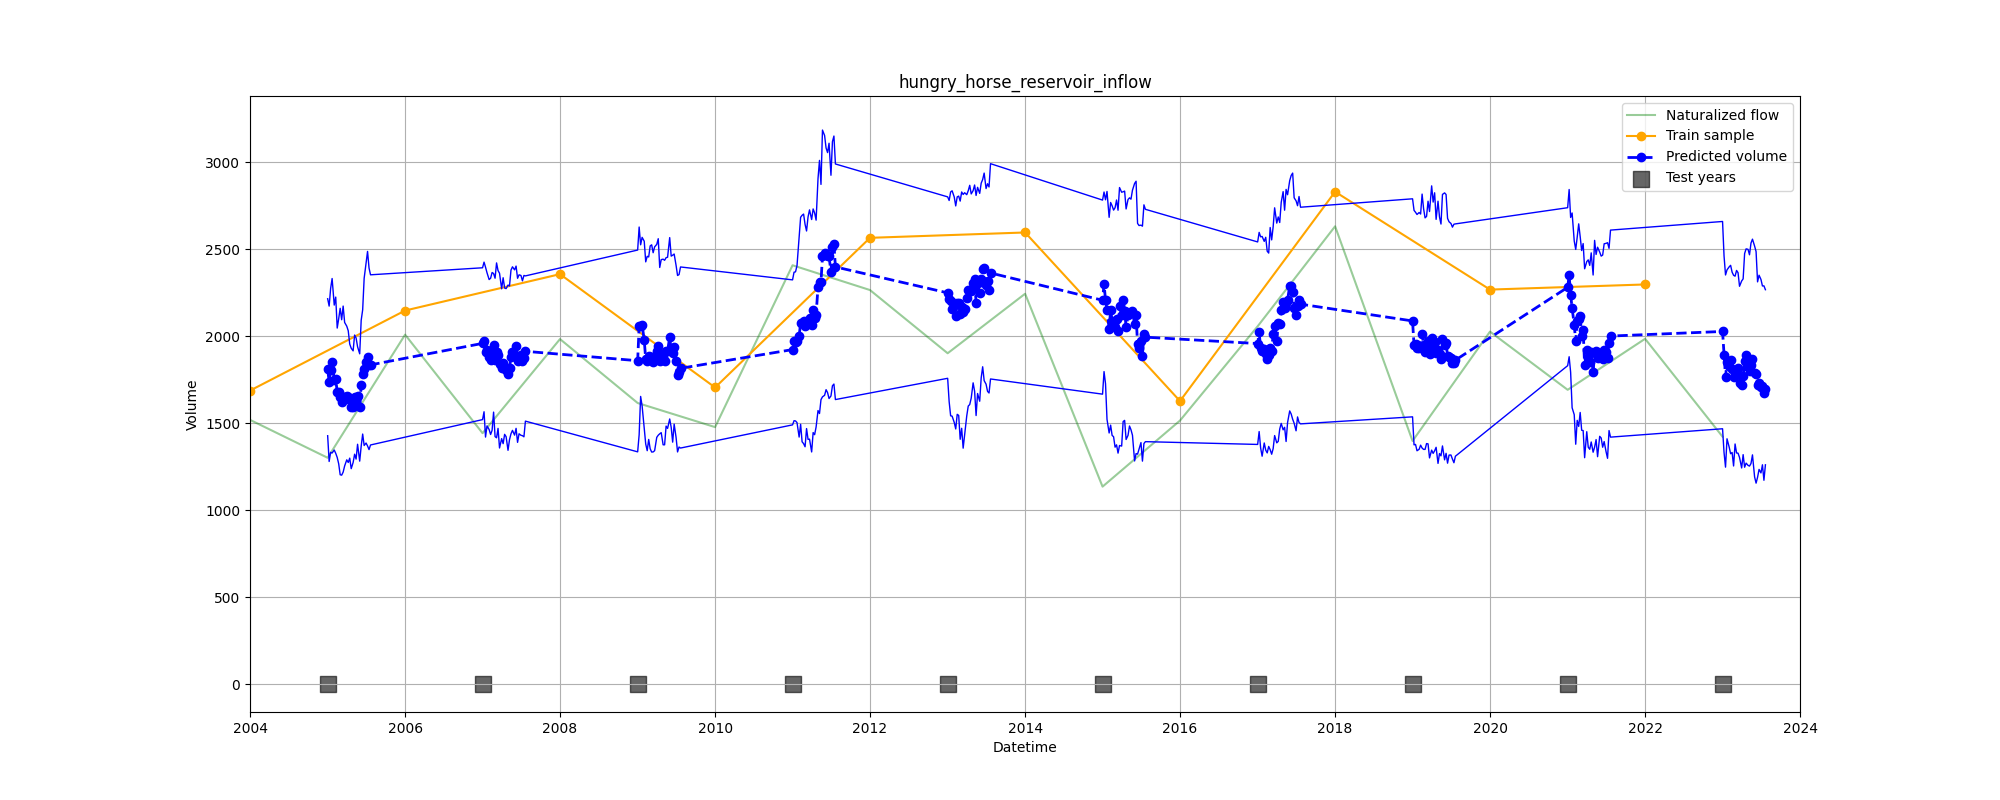 hungry_horse_reservoir_inflow
Naturalized flow
Train sample
Predicted volume
Test years
Volume
3000
2500
2000
1500
1000
500
0
2004 2006 2008 2010 2012 2014 2016 2018 2020 2022 2024
Datetime